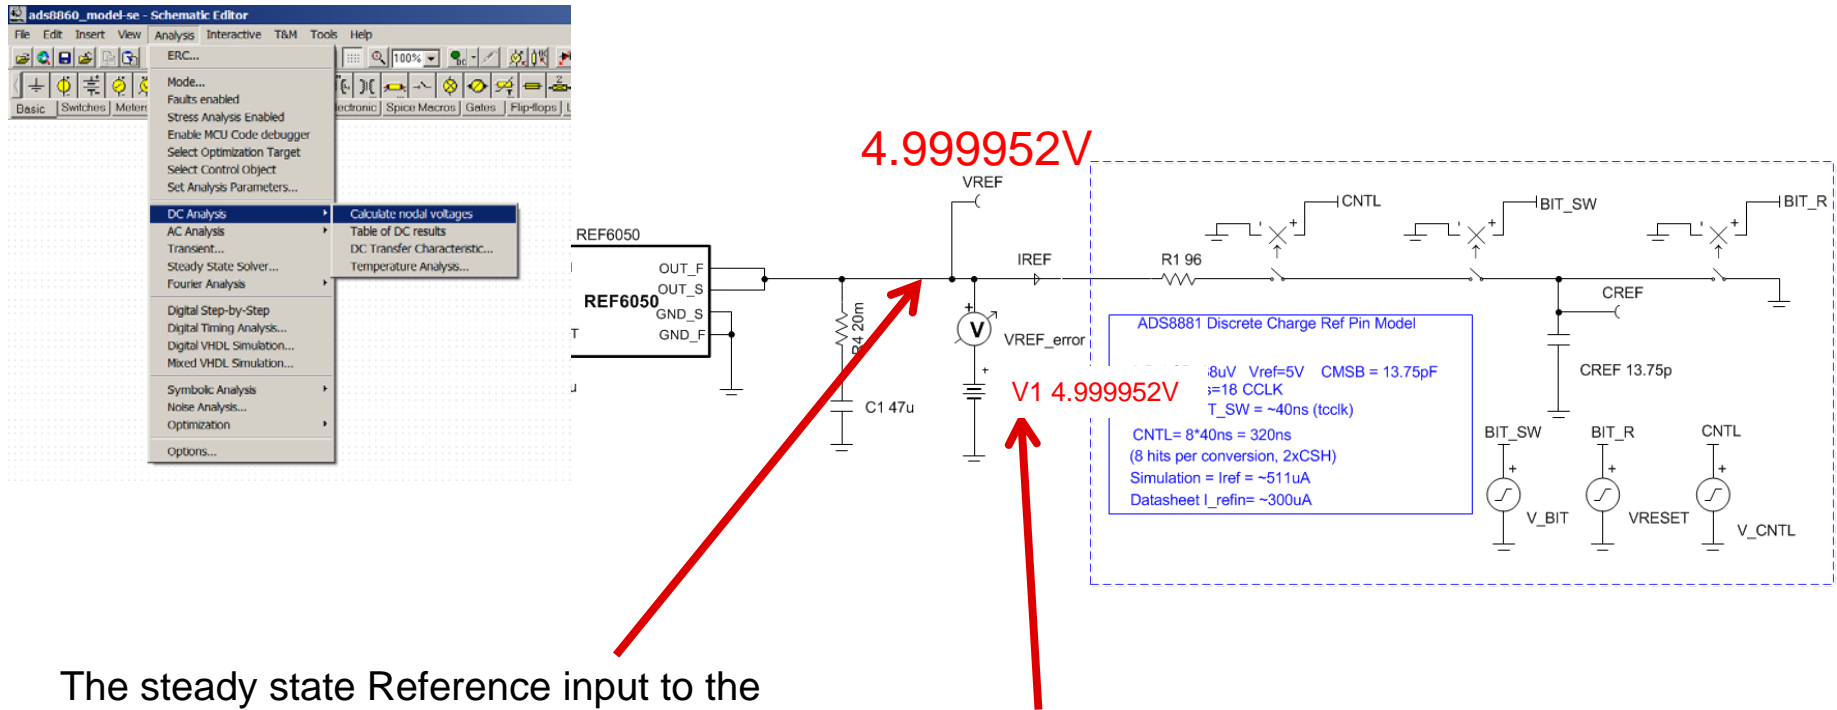 ads8860_model-se - Schematic Editor
File Edit Insert View Analysis Interactive T&M Tools Help
100%
Basic Switches Meters Spice Macros Gates Flip-flops
ERC...
Mode...
Faults enabled
Stress Analysis Enabled
Enable MCU Code debugger
Select Optimization Target
Select Control Object
Set Analysis Parameters...
DC Analysis
AC Analysis
Transient...
Steady State Solver...
Fourier Analysis
Digital Step-by-Step
Digital Timing Analysis...
Digital VHDL Simulation...
Mixed VHDL Simulation...
Symbolic Analysis
Noise Analysis...
Optimization
Options...
Calculate nodal voltages
Table of DC results
DC Transfer Characteristic...
Temperature Analysis...
4.999952V
VREF
REF6050
OUT_F
OUT_S
REF6050
GND_S
GND_F
T
u
R4 20m
C1 47u
IREF
VREF_error
V
V1 4.999952V
R1 96
CNTL
BIT_SW
BIT_R
CREF
CREF 13.75p
ADS8881 Discrete Charge Ref Pin Model
8uV Vref=5V CMSB = 13.75pF
s=18 CCLK
T_SW = ~40ns (tcclk)
CNTL= 8*40ns = 320ns
(8 hits per conversion, 2xCSH)
Simulation = Iref = ~511uA
Datasheet I_refin= ~300uA
BIT_SW BIT_R CNTL
V_BIT VRESET V_CNTL
The steady state Reference input to the